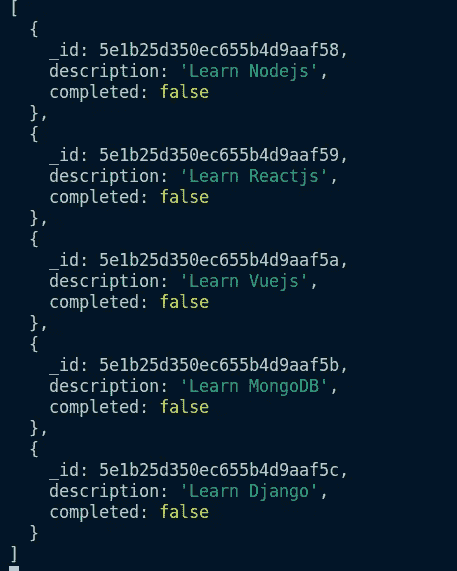 [
  {
    _id: 5e1b25d350ec655b4d9aaf58,
    description: 'Learn Nodejs',
    completed: false
  },
  {
    _id: 5e1b25d350ec655b4d9aaf59,
    description: 'Learn Reactjs',
    completed: false
  },
  {
    _id: 5e1b25d350ec655b4d9aaf5a,
    description: 'Learn Vuejs',
    completed: false
  },
  {
    _id: 5e1b25d350ec655b4d9aaf5b,
    description: 'Learn MongoDB',
    completed: false
  },
  {
    _id: 5e1b25d350ec655b4d9aaf5c,
    description: 'Learn Django',
    completed: false
  }
]